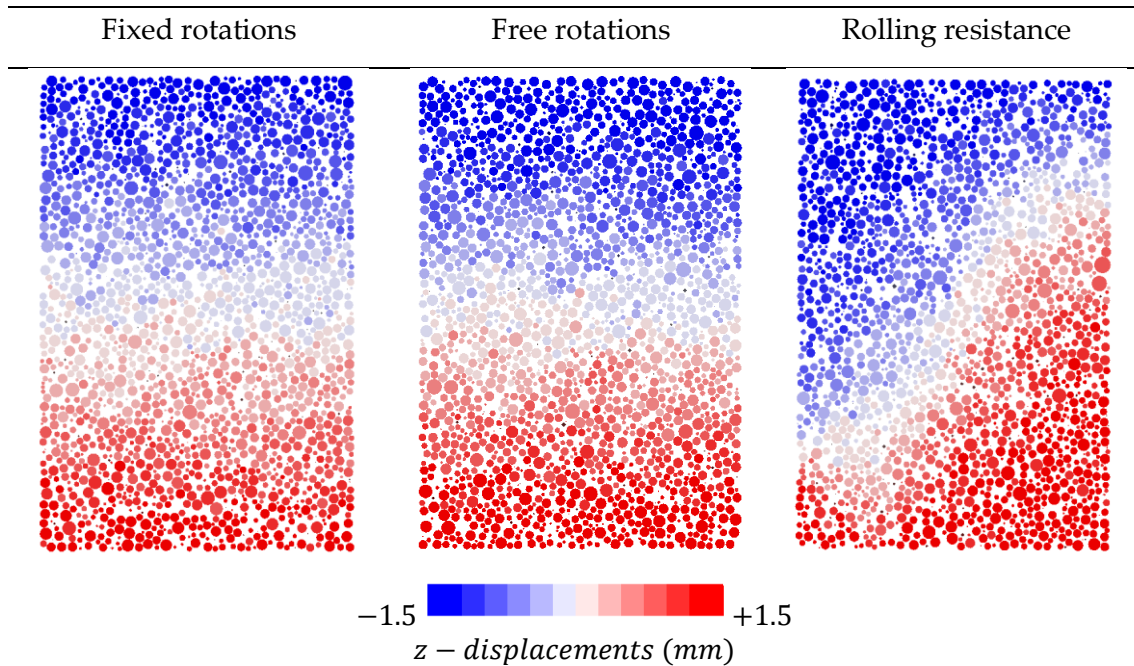 Fixed rotations Free rotations Rolling resistance
−1.5 +1.5
z − displacements (mm)